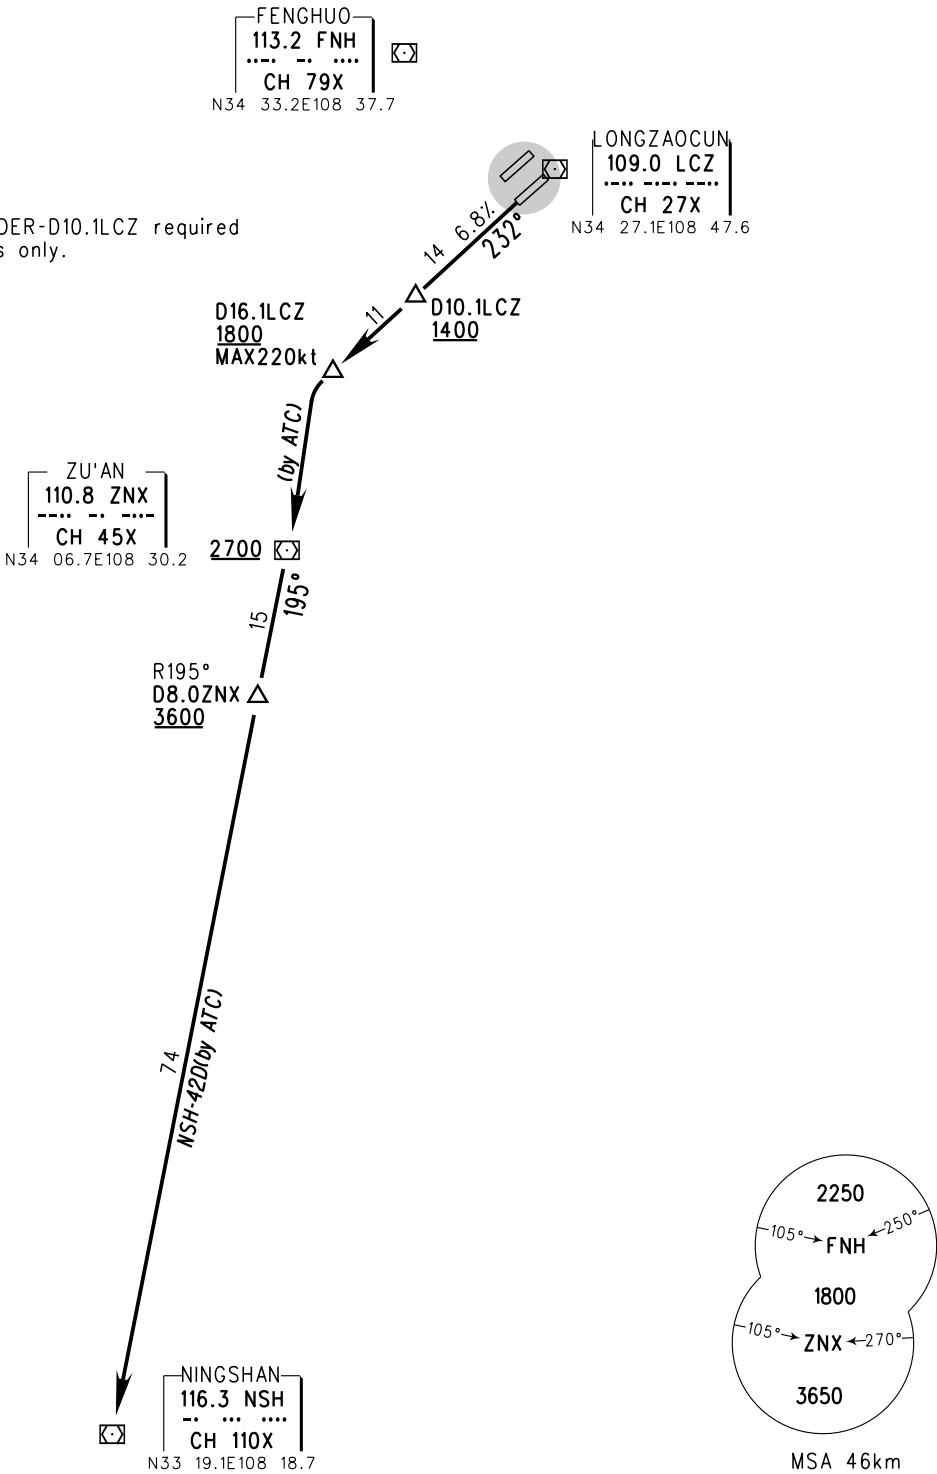 FENGHUO
113.2 FNH
CH 79X
N34 33.2E108 37.7
LONGZAOCUN
109.0 LCZ
CH 27X
N34 27.1E108 47.6
DER-D10.1LCZ required
s only.
6.8%
14
232°
D10.1LCZ
1400
11
D16.1LCZ
1800
MAX220kt
(by ATC)
ZU'AN
110.8 ZNX
CH 45X
N34 06.7E108 30.2
2700
195°
15
R195°
D8.0ZNX
3600
74
NSH-42D(by ATC)
NINGSHAN
116.3 NSH
CH 110X
N33 19.1E108 18.7
2250
105° FNH 250°
1800
105° ZNX 270°
3650
MSA 46km